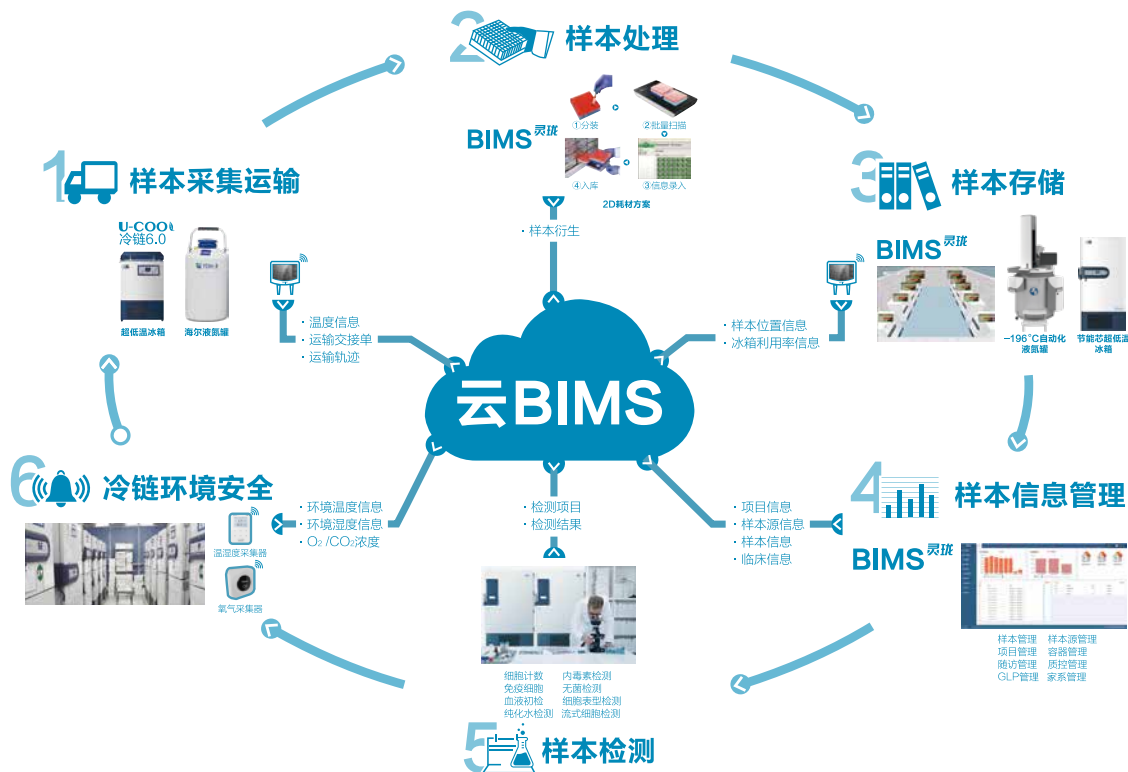 2 样本处理
BIMS灵珑
①分装
②批量扫描
④入库
③信息录入
2D耗材方案
· 样本衍生
1 样本采集运输
U-COOL
冷链6.0
超低温冰箱
海尔液氮罐
· 温度信息
· 运输交接单
· 运输轨迹
3 样本存储
BIMS灵珑
-196°C自动化
液氮罐
节能芯超低温
冰箱
· 样本位置信息
· 冰箱利用率信息
云BIMS
6 冷链环境安全
温湿度采集器
氧气采集器
· 环境温度信息
· 环境湿度信息
· O₂ /CO₂浓度
· 检测项目
· 检测结果
· 项目信息
· 样本源信息
· 样本信息
· 临床信息
4 样本信息管理
BIMS灵珑
样本管理 样本源管理
项目管理 容器管理
随访管理 质控管理
GLP管理 家系管理
细胞计数 内毒素检测
免疫细胞 无菌检测
血液初检 细胞表型检测
纯化水检测 流式细胞检测
5 样本检测